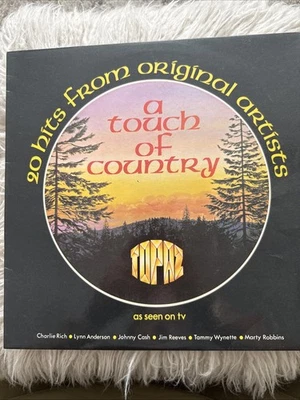 20 hits from original artists
a
touch
of
country
TOPAZ
as seen on tv
Charlie Rich • Lynn Anderson • Johnny Cash • Jim Reeves • Tammy Wynette • Marty Robbins